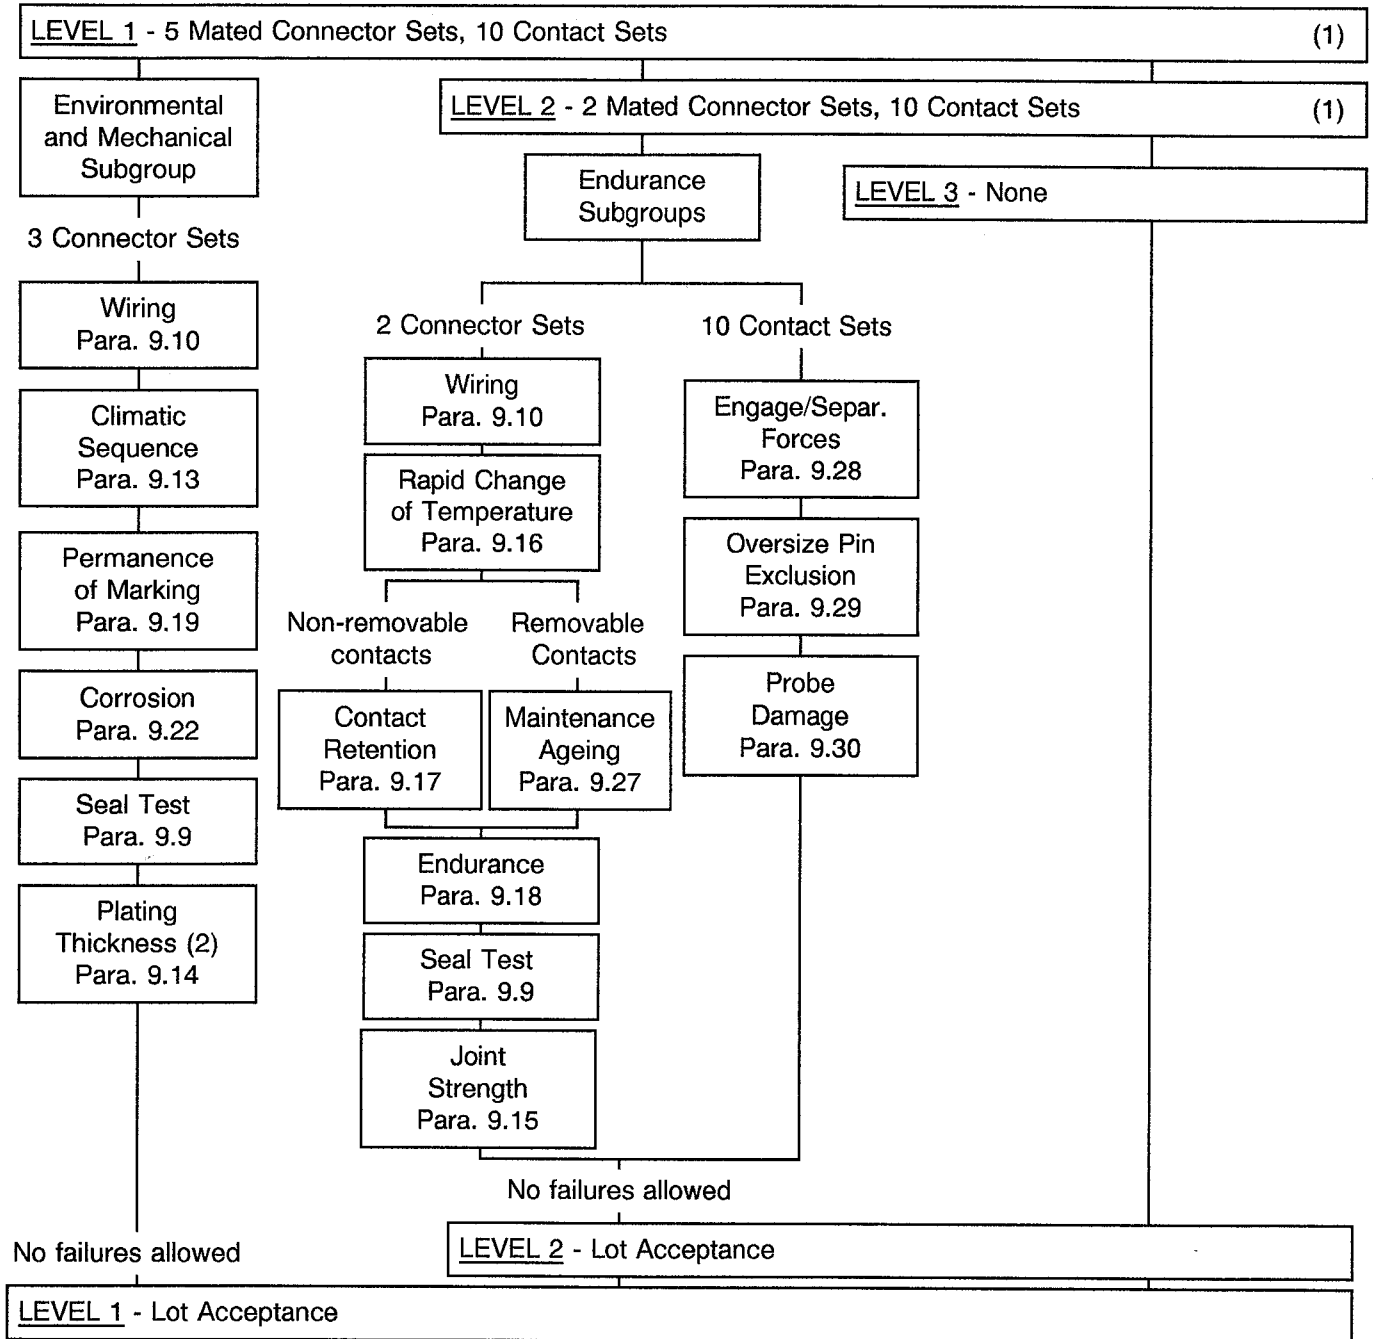 LEVEL 1 - 5 Mated Connector Sets, 10 Contact Sets (1)
Environmental
and Mechanical
Subgroup
LEVEL 2 - 2 Mated Connector Sets, 10 Contact Sets (1)
Endurance
Subgroups
LEVEL 3 - None
3 Connector Sets
Wiring
Para. 9.10
Climatic
Sequence
Para. 9.13
Permanence
of Marking
Para. 9.19
Corrosion
Para. 9.22
Seal Test
Para. 9.9
Plating
Thickness (2)
Para. 9.14
No failures allowed
2 Connector Sets
Wiring
Para. 9.10
Rapid Change
of Temperature
Para. 9.16
Non-removable
contacts
Contact
Retention
Para. 9.17
Removable
Contacts
Maintenance
Ageing
Para. 9.27
Endurance
Para. 9.18
Seal Test
Para. 9.9
Joint
Strength
Para. 9.15
10 Contact Sets
Engage/Separ.
Forces
Para. 9.28
Oversize Pin
Exclusion
Para. 9.29
Probe
Damage
Para. 9.30
No failures allowed
LEVEL 2 - Lot Acceptance
LEVEL 1 - Lot Acceptance